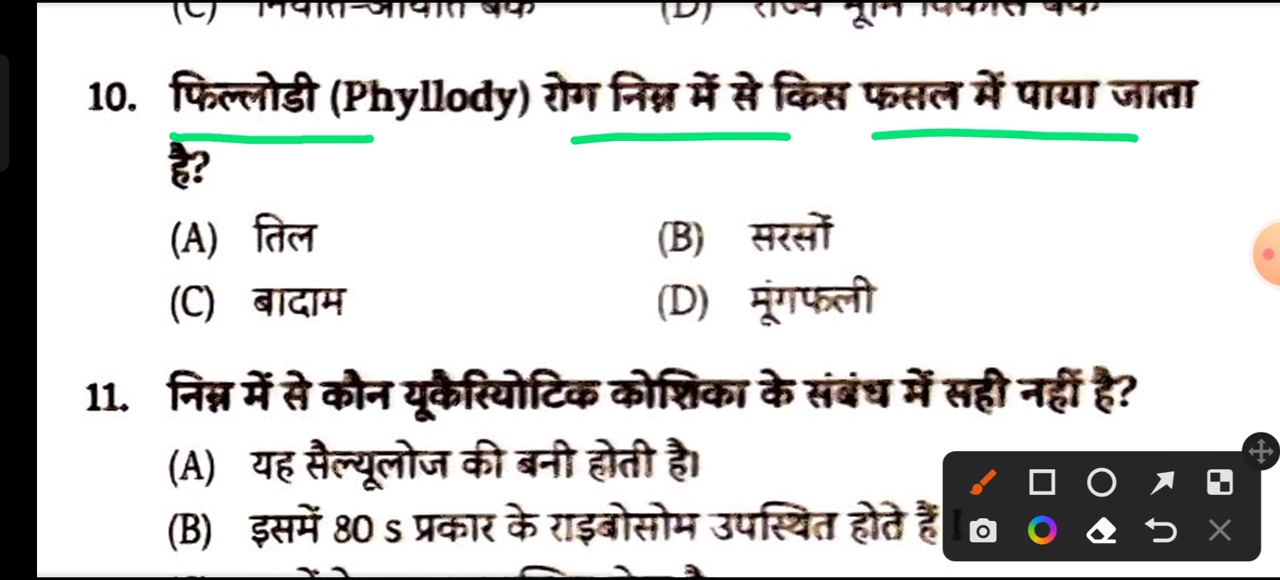 10. फिल्लोडी (Phyllody) रोग निम्न में से किस फसल में पाया जाता
है?
(A) तिल (B) सरसों
(C) बादाम (D) मूंगफली
11. निम्न में से कौन यूकैरियोटिक कोशिका के संबंध में सही नहीं है?
(A) यह सैल्यूलोज की बनी होती है।
(B) इसमें 80 s प्रकार के राइबोसोम उपस्थित होते हैं